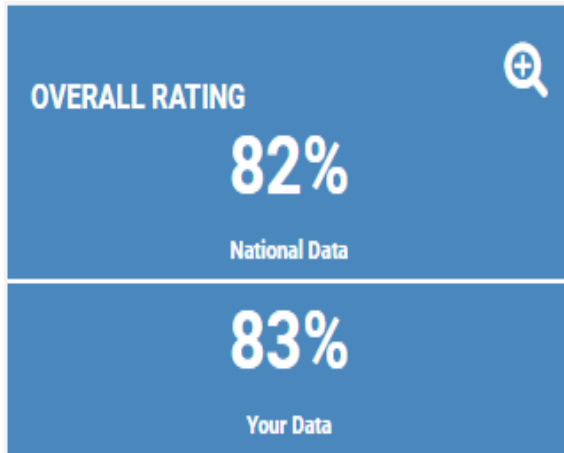 OVERALL RATING
82%
National Data
83%
Your Data